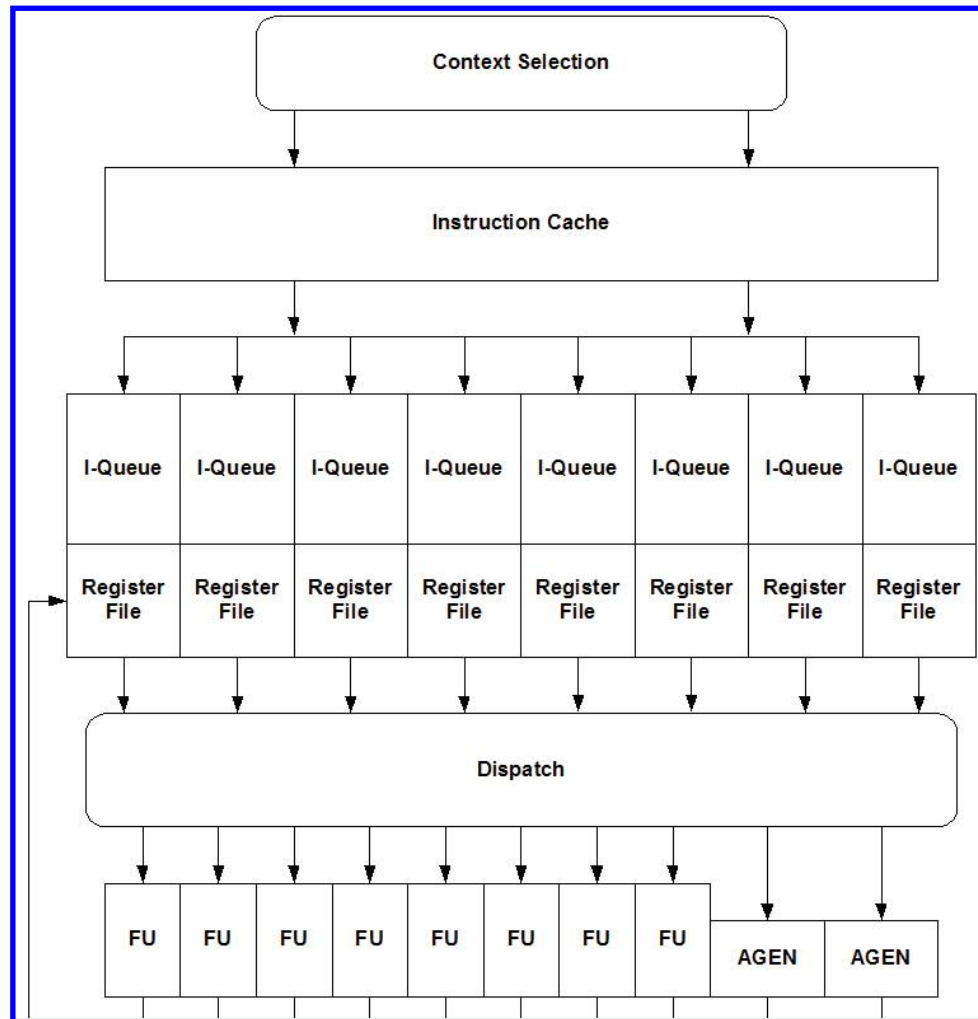 Context Selection
Instruction Cache
I-Queue I-Queue I-Queue I-Queue I-Queue I-Queue I-Queue I-Queue
Register Register Register Register Register Register Register Register
File File File File File File File File
Dispatch
FU FU FU FU FU FU FU FU AGEN AGEN